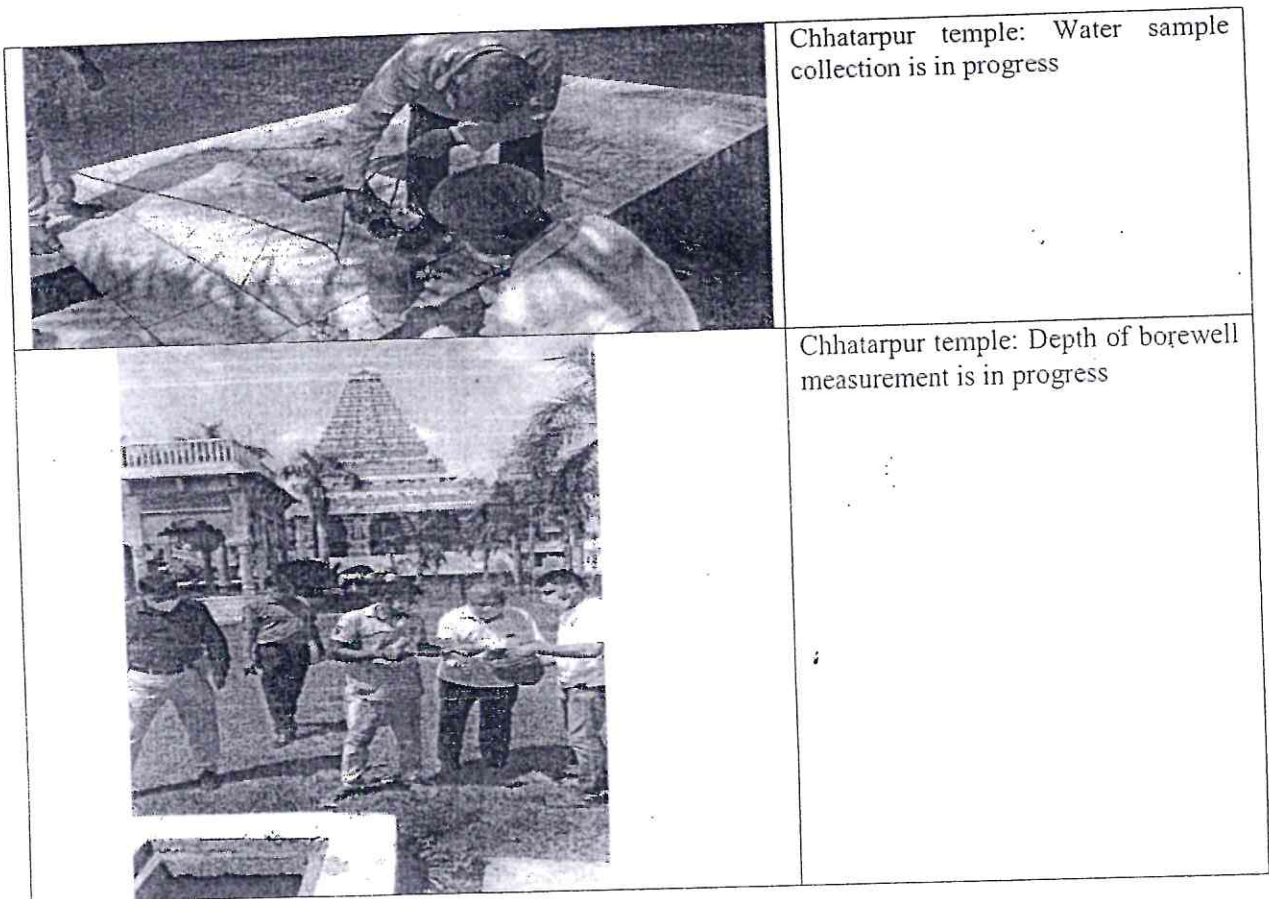 Chhatarpur temple: Water sample
collection is in progress
Chhatarpur temple: Depth of borewell
measurement is in progress